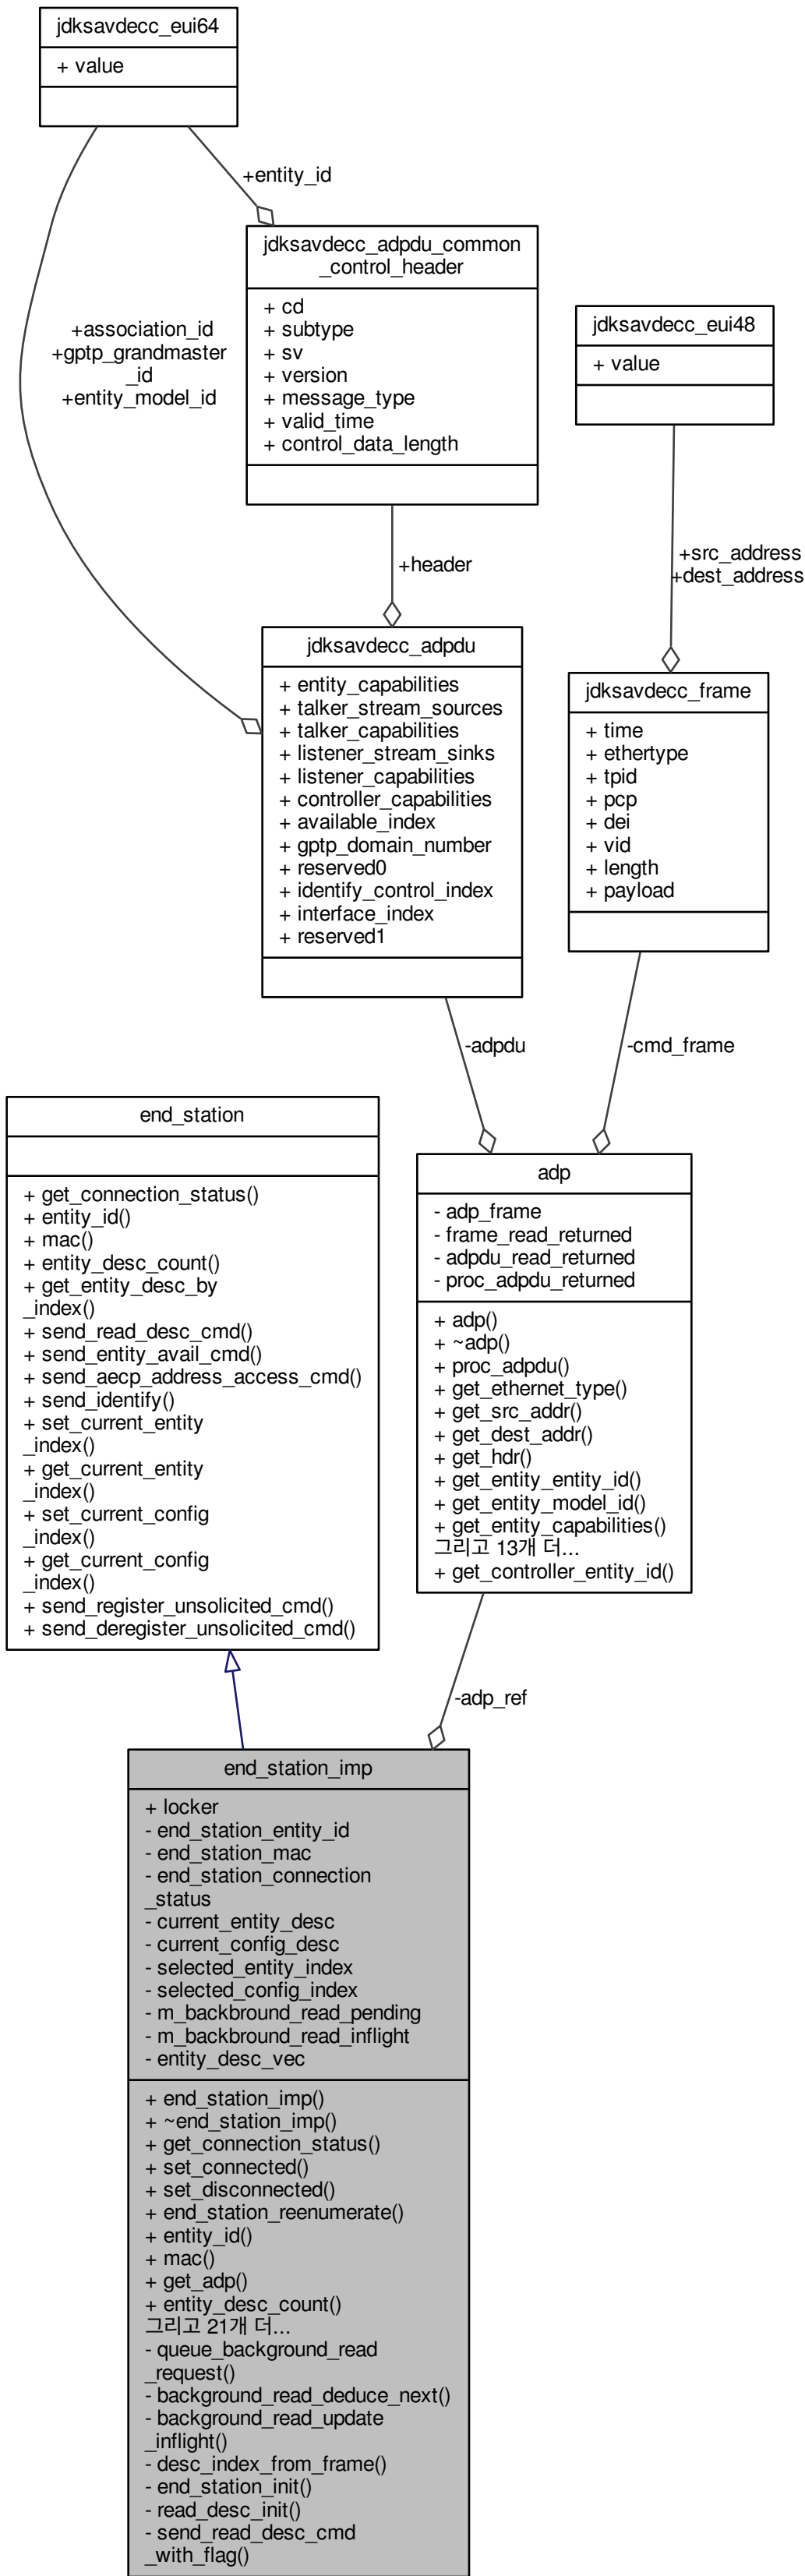 jdksavdecc_eui64
+ value
+entity_id
jdksavdecc_adpdu_common
_control_header
+ cd
+ subtype
+ sv
+ version
+ message_type
+ valid_time
+ control_data_length
+association_id
+gptp_grandmaster
_id
+entity_model_id
jdksavdecc_eui48
+ value
+src_address
+dest_address
+header
jdksavdecc_adpdu
+ entity_capabilities
+ talker_stream_sources
+ talker_capabilities
+ listener_stream_sinks
+ listener_capabilities
+ controller_capabilities
+ available_index
+ gptp_domain_number
+ reserved0
+ identify_control_index
+ interface_index
+ reserved1
jdksavdecc_frame
+ time
+ ethertype
+ tpid
+ pcp
+ dei
+ vid
+ length
+ payload
-adpdu
-cmd_frame
end_station
+ get_connection_status()
+ entity_id()
+ mac()
+ entity_desc_count()
+ get_entity_desc_by
_index()
+ send_read_desc_cmd()
+ send_entity_avail_cmd()
+ send_aecp_address_access_cmd()
+ send_identify()
+ set_current_entity
_index()
+ get_current_entity
_index()
+ set_current_config
_index()
+ get_current_config
_index()
+ send_register_unsolicited_cmd()
+ send_deregister_unsolicited_cmd()
adp
- adp_frame
- frame_read_returned
- adpdu_read_returned
- proc_adpdu_returned
+ adp()
+ ~adp()
+ proc_adpdu()
+ get_ethernet_type()
+ get_src_addr()
+ get_dest_addr()
+ get_hdr()
+ get_entity_entity_id()
+ get_entity_model_id()
+ get_entity_capabilities()
그리고 13개 더...
+ get_controller_entity_id()
-adp_ref
end_station_imp
+ locker
- end_station_entity_id
- end_station_mac
- end_station_connection
_status
- current_entity_desc
- current_config_desc
- selected_entity_index
- selected_config_index
- m_backbround_read_pending
- m_backbround_read_inflight
- entity_desc_vec
+ end_station_imp()
+ ~end_station_imp()
+ get_connection_status()
+ set_connected()
+ set_disconnected()
+ end_station_reenumerate()
+ entity_id()
+ mac()
+ get_adp()
+ entity_desc_count()
그리고 21개 더...
- queue_background_read
_request()
- background_read_deduce_next()
- background_read_update
_inflight()
- desc_index_from_frame()
- end_station_init()
- read_desc_init()
- send_read_desc_cmd
_with_flag()